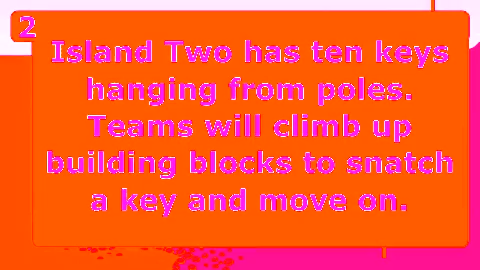 2
Island Two has ten keys
hanging from poles.
Teams will climb up
building blocks to snatch
a key and move on.